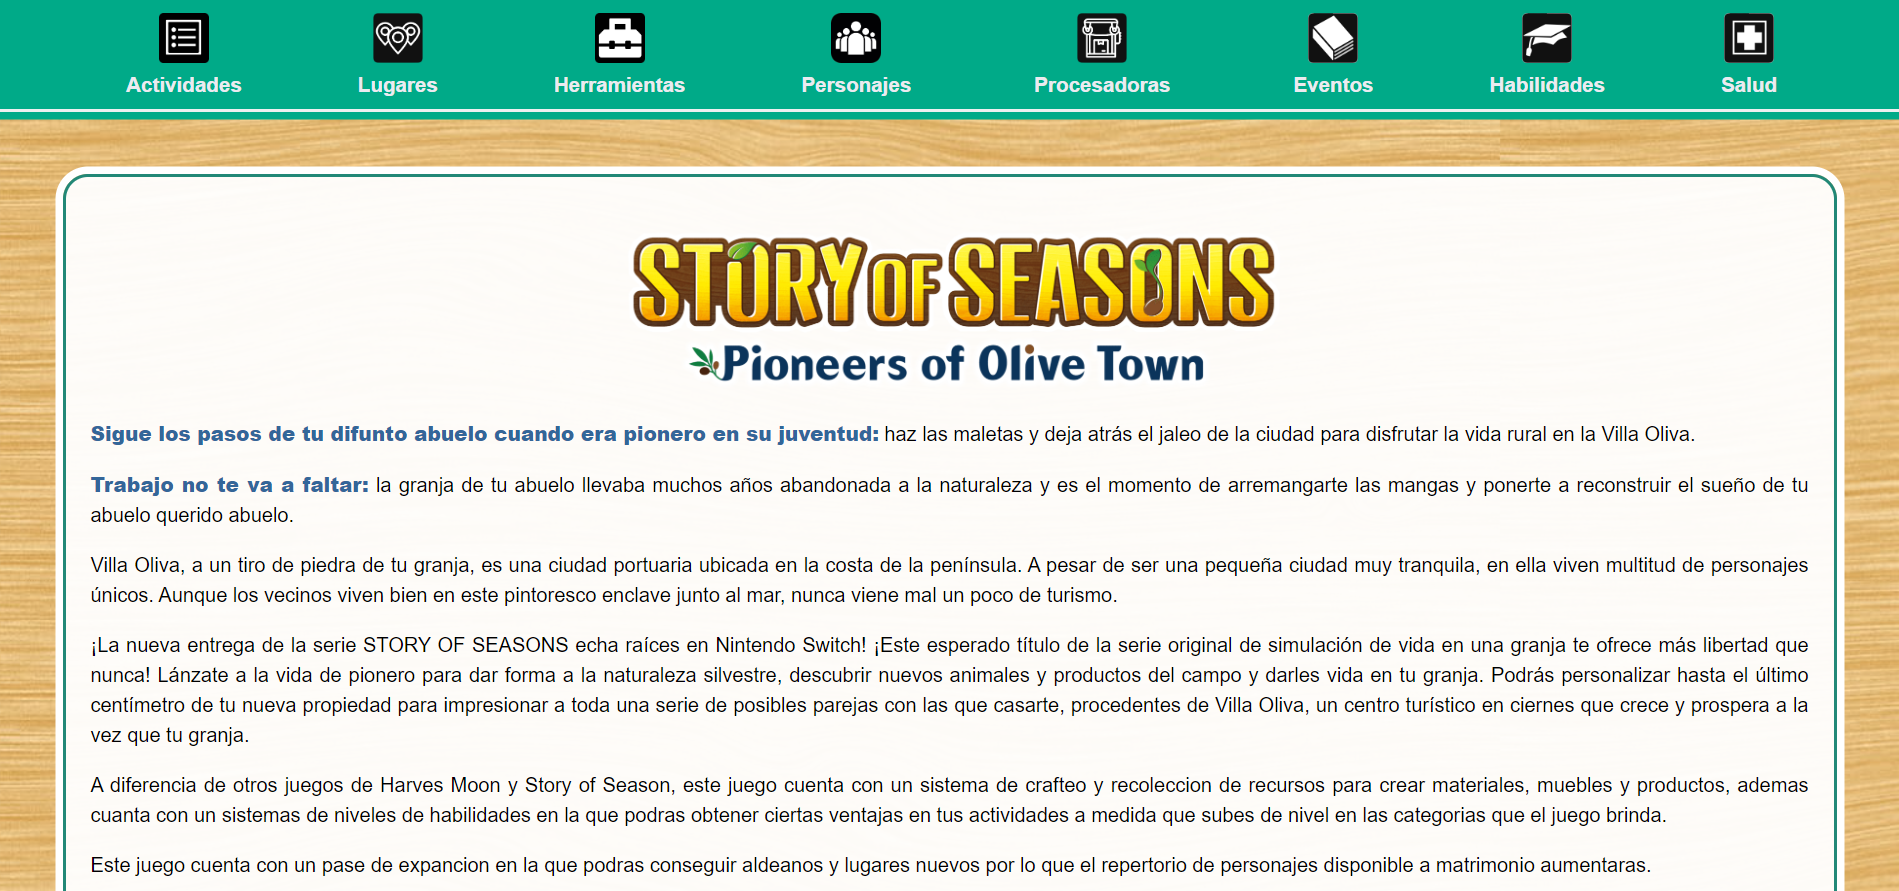 Actividades Lugares Herramientas Personajes Procesadoras Eventos Habilidades Salud
STORY OF SEASONS
Pioneers of Olive Town
Sigue los pasos de tu difunto abuelo cuando era pionero en su juventud: haz las maletas y deja atrás el jaleo de la ciudad para disfrutar la vida rural en la Villa Oliva.
Trabajo no te va a faltar: la granja de tu abuelo llevaba muchos años abandonada a la naturaleza y es el momento de arremangarte las mangas y ponerte a reconstruir el sueño de tu
abuelo querido abuelo.
Villa Oliva, a un tiro de piedra de tu granja, es una ciudad portuaria ubicada en la costa de la península. A pesar de ser una pequeña ciudad muy tranquila, en ella viven multitud de personajes
únicos. Aunque los vecinos viven bien en este pintoresco enclave junto al mar, nunca viene mal un poco de turismo.
¡La nueva entrega de la serie STORY OF SEASONS echa raíces en Nintendo Switch! ¡Este esperado título de la serie original de simulación de vida en una granja te ofrece más libertad que
nunca! Lánzate a la vida de pionero para dar forma a la naturaleza silvestre, descubrir nuevos animales y productos del campo y darles vida en tu granja. Podrás personalizar hasta el último
centímetro de tu nueva propiedad para impresionar a toda una serie de posibles parejas con las que casarte, procedentes de Villa Oliva, un centro turístico en ciernes que crece y prospera a la
vez que tu granja.
A diferencia de otros juegos de Harves Moon y Story of Season, este juego cuenta con un sistema de crafteo y recoleccion de recursos para crear materiales, muebles y productos, ademas
cuanta con un sistemas de niveles de habilidades en la que podras obtener ciertas ventajas en tus actividades a medida que subes de nivel en las categorias que el juego brinda.
Este juego cuenta con un pase de expancion en la que podras conseguir aldeanos y lugares nuevos por lo que el repertorio de personajes disponible a matrimonio aumentaras.